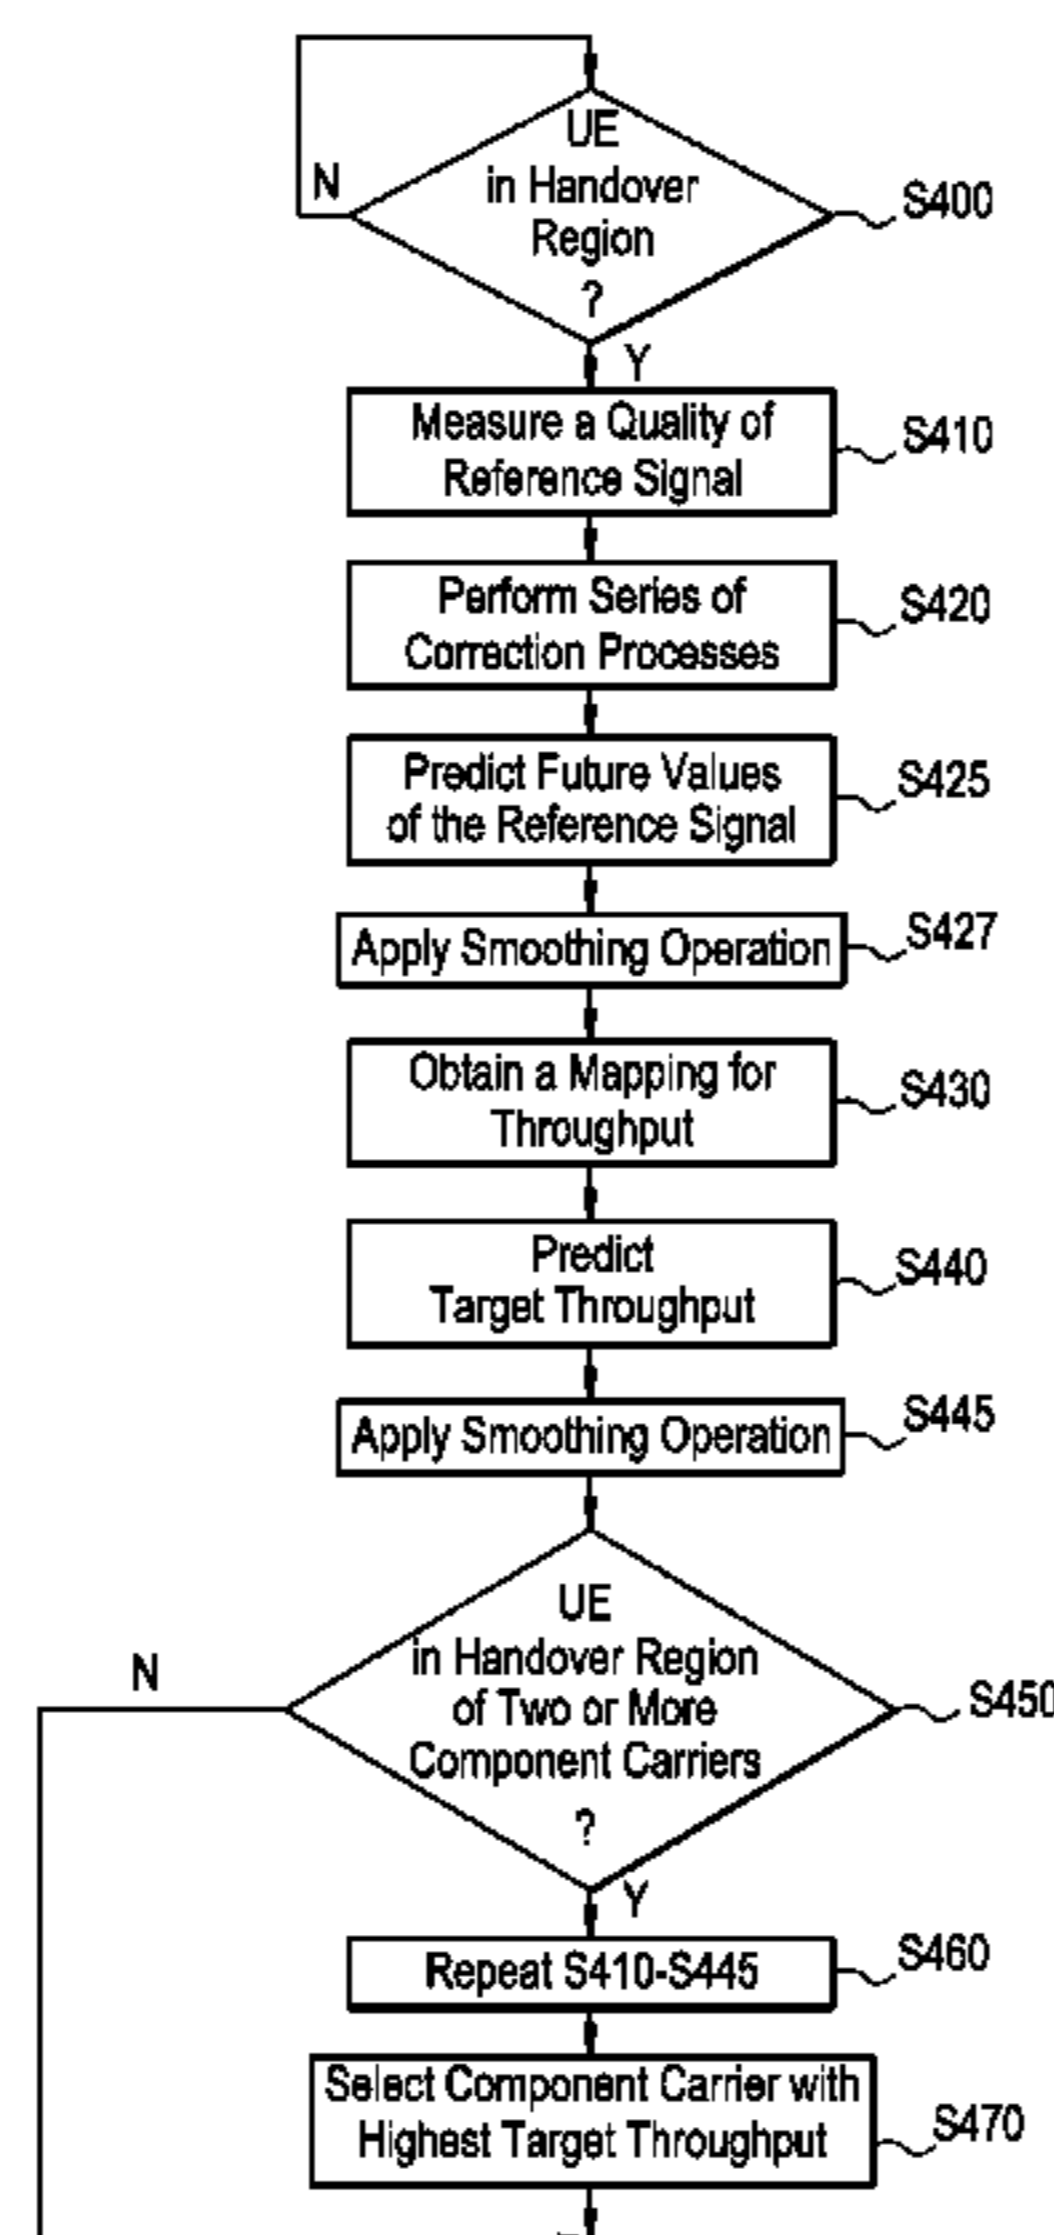 UE
in Handover
Region
?
N
S400
Y
Measure a Quality of
Reference Signal
S410
Perform Series of
Correction Processes
S420
Predict Future Values
of the Reference Signal
S425
Apply Smoothing Operation
S427
Obtain a Mapping for
Throughput
S430
Predict
Target Throughput
S440
Apply Smoothing Operation
S445
UE
in Handover Region
of Two or More
Component Carriers
?
N
S450
Y
Repeat S410-S445
S460
Select Component Carrier with
Highest Target Throughput
S470